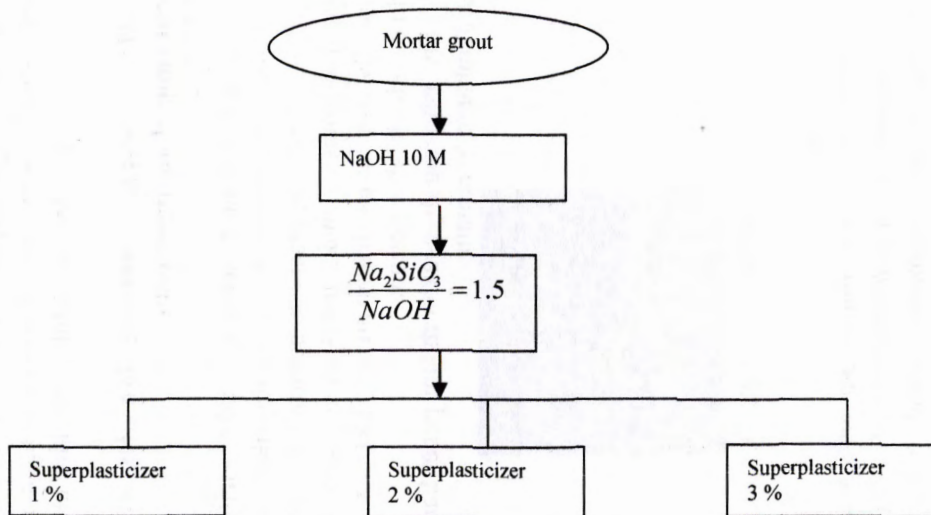 Mortar grout
NaOH 10 M
Na₂SiO₃
NaOH
=1.5
Superplasticizer
1 %
Superplasticizer
2 %
Superplasticizer
3 %